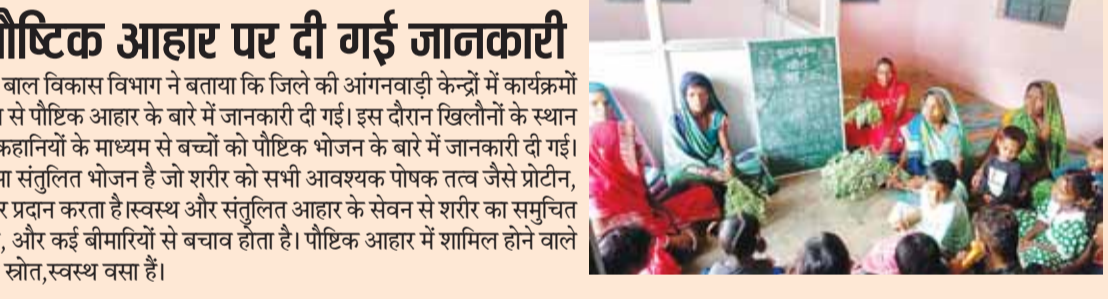 पौष्टिक आहार पर दी गई जानकारी
बाल विकास विभाग ने बताया कि जिले की आंगनवाड़ी केन्द्रों में कार्यक्रमों
से पौष्टिक आहार के बारे में जानकारी दी गई। इस दौरान खिलौनों के स्थान
कहानियों के माध्यम से बच्चों को पौष्टिक भोजन के बारे में जानकारी दी गई।
संतुलित भोजन है जो शरीर को सभी आवश्यक पोषक तत्व जैसे प्रोटीन,
प्रदान करता है।स्वस्थ और संतुलित आहार के सेवन से शरीर का समुचित
, और कई बीमारियों से बचाव होता है। पौष्टिक आहार में शामिल होने वाले
स्रोत,स्वस्थ वसा हैं।